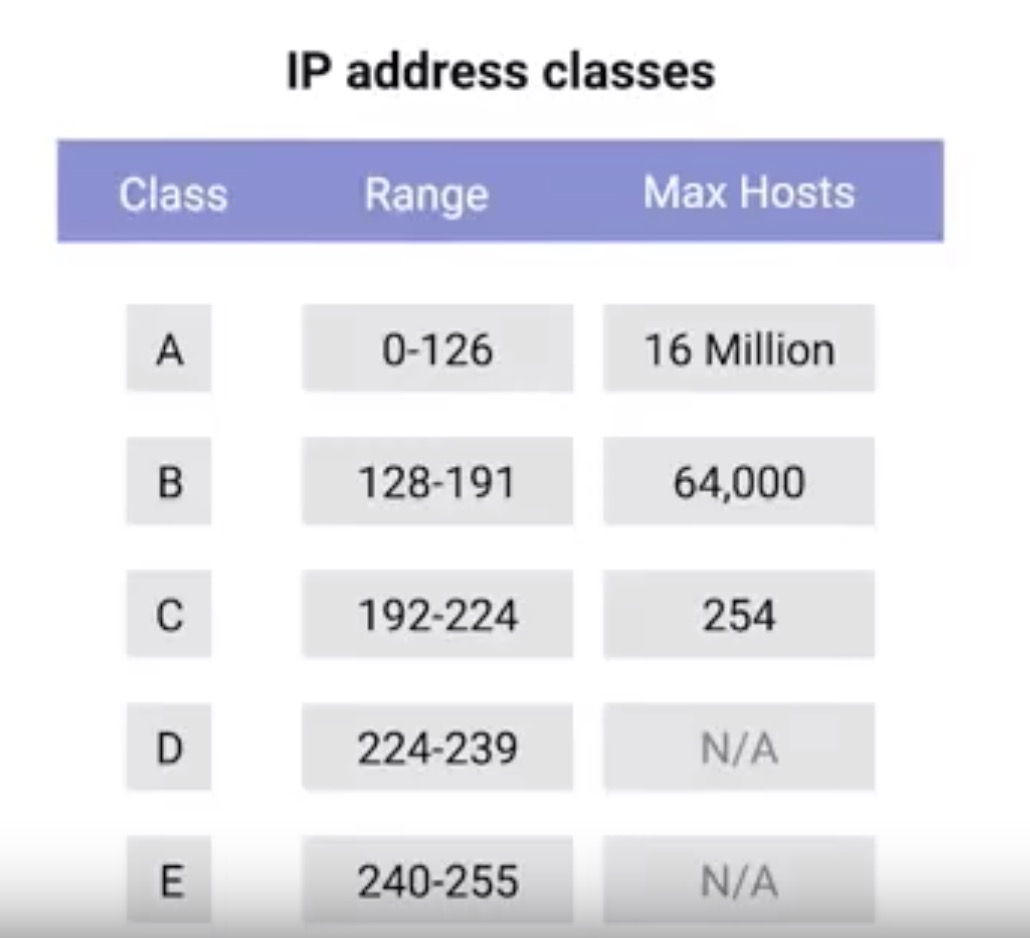 IP address classes
Class Range Max Hosts
A 0-126 16 Million
B 128-191 64,000
C 192-224 254
D 224-239 N/A
E 240-255 N/A